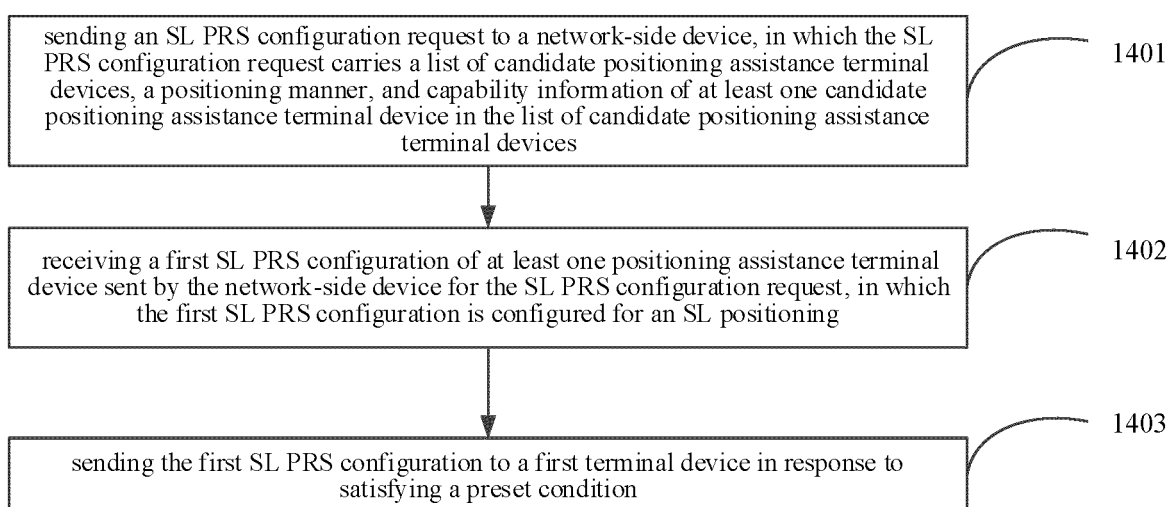 sending an SL PRS configuration request to a network-side device, in which the SL
PRS configuration request carries a list of candidate positioning assistance terminal
devices, a positioning manner, and capability information of at least one candidate
positioning assistance terminal device in the list of candidate positioning assistance
terminal devices
1401
receiving a first SL PRS configuration of at least one positioning assistance terminal
device sent by the network-side device for the SL PRS configuration request, in which
the first SL PRS configuration is configured for an SL positioning
1402
sending the first SL PRS configuration to a first terminal device in response to
satisfying a preset condition
1403